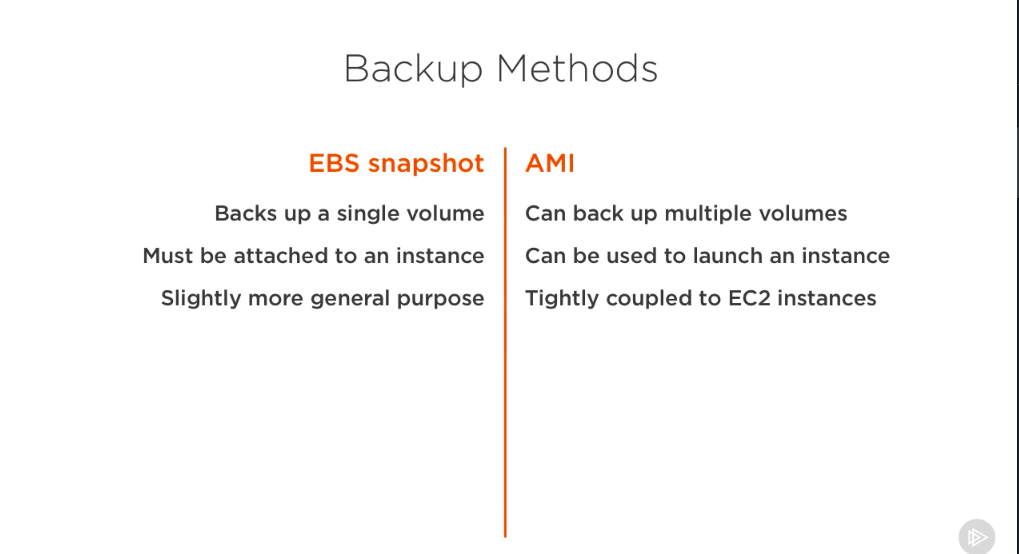 Backup Methods
EBS snapshot
Backs up a single volume
Must be attached to an instance
Slightly more general purpose
AMI
Can back up multiple volumes
Can be used to launch an instance
Tightly coupled to EC2 instances